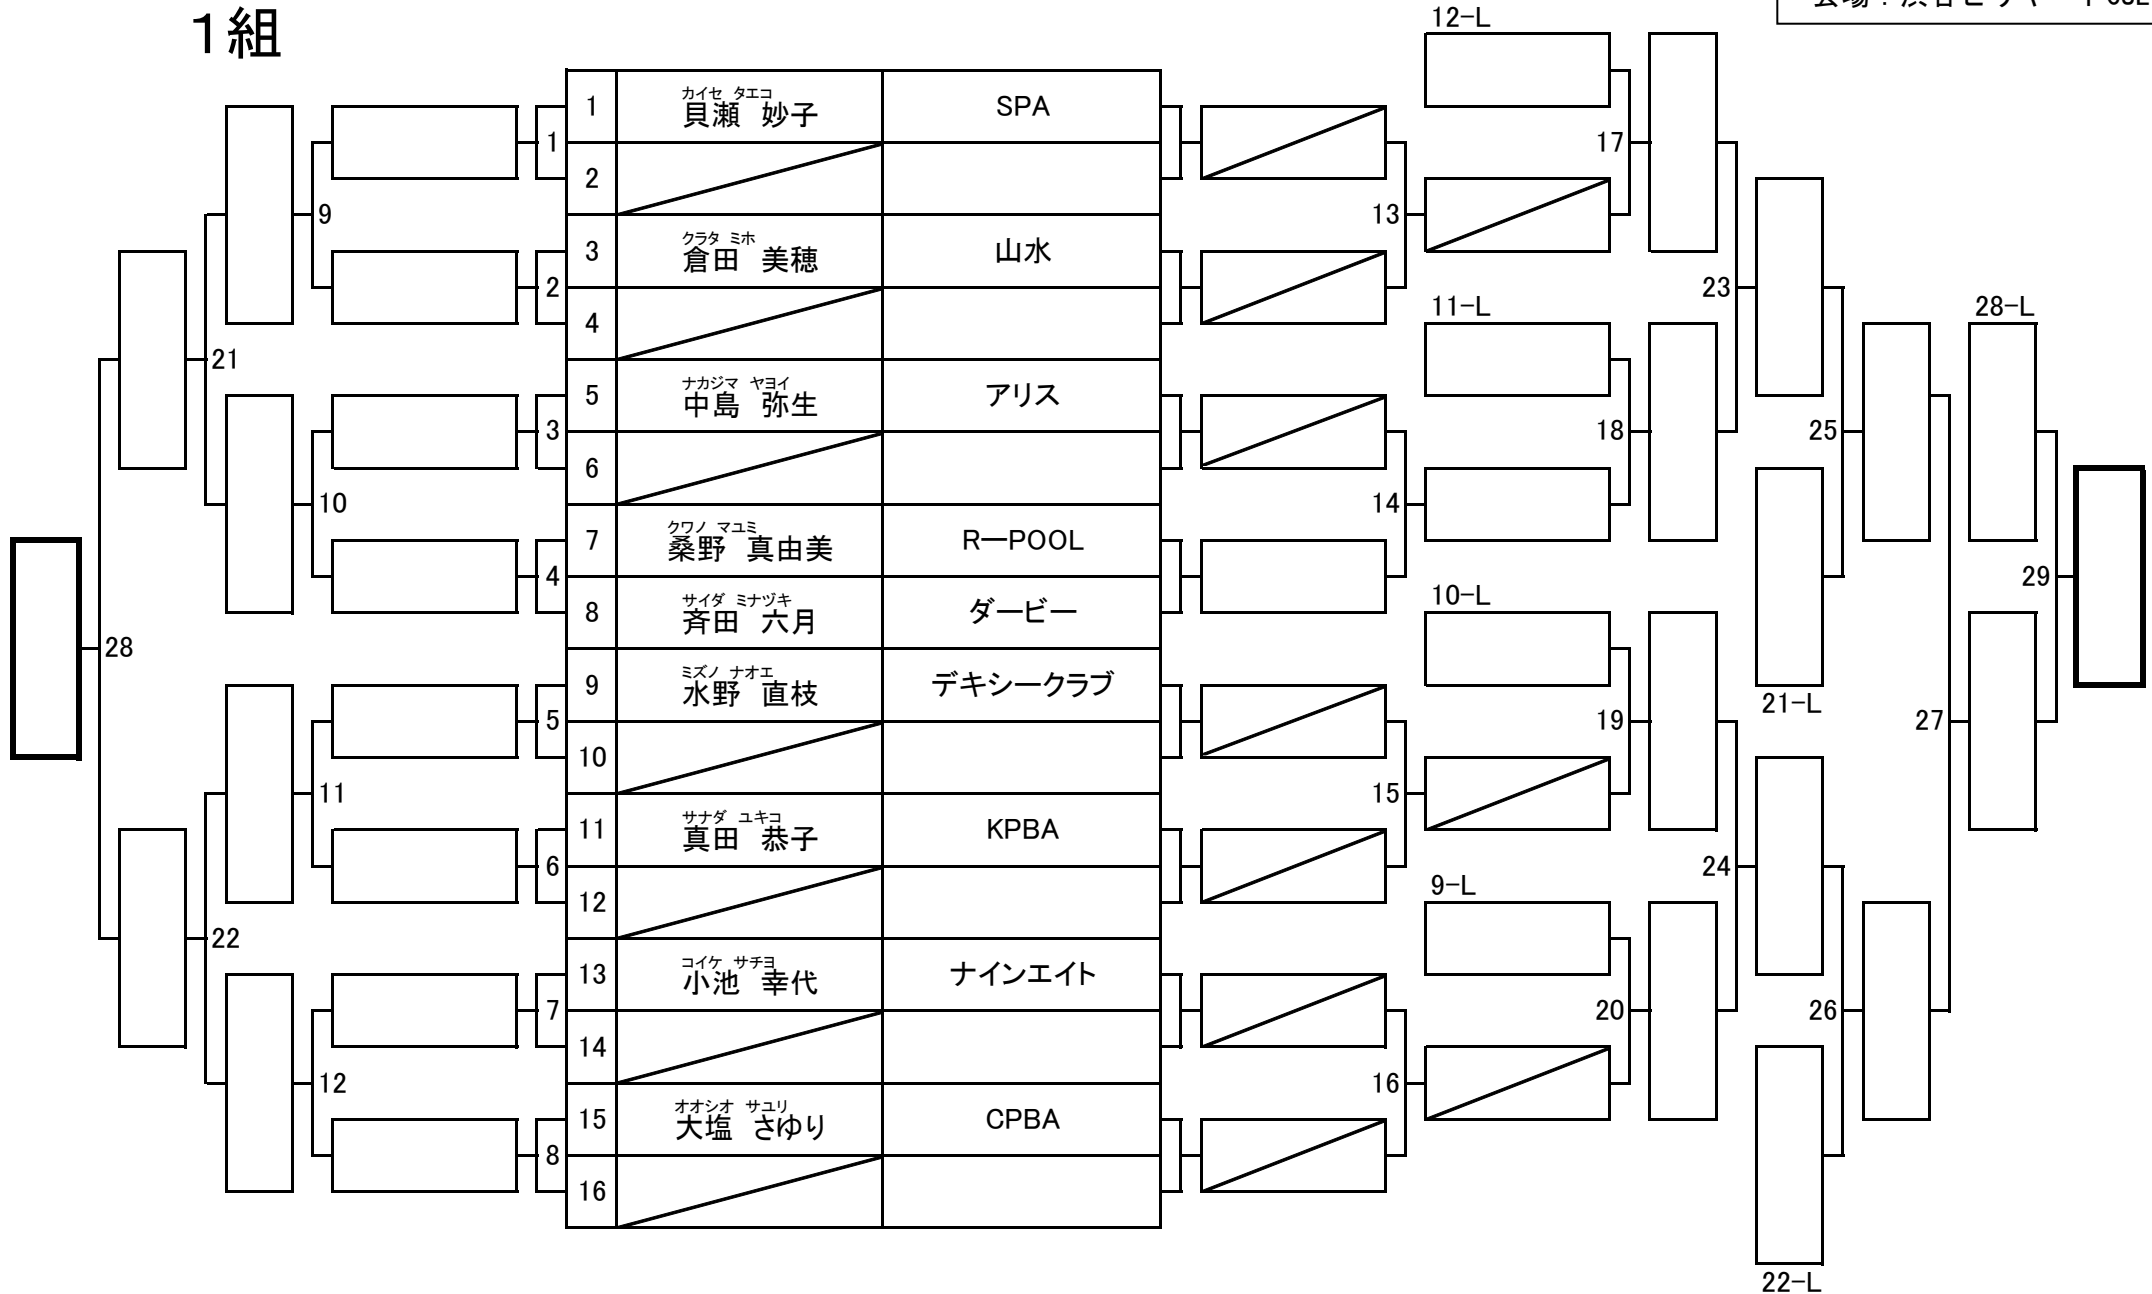 1組
12-L
1
カイセ タエコ
貝瀬 妙子
SPA
1
17
2
9
13
3
クラタ ミホ
倉田 美穂
山水
2
23
4
11-L
28-L
21
5
ナカジマ ヤヨイ
中島 弥生
アリス
3
18
25
6
10
14
7
クワノ マユミ
桑野 真由美
RーPOOL
4
29
8
サイダ ミナヅキ
斉田 六月
ダービー
10-L
28
9
ミズノ ナオエ
水野 直枝
デキシークラブ
21-L
5
19
27
10
11
15
11
サナダ ユキコ
真田 恭子
KPBA
6
24
12
9-L
22
13
コイケ サチヨ
小池 幸代
ナインエイト
7
20
26
14
12
16
15
オオシオ サユリ
大塩 さゆり
CPBA
8
16
22-L